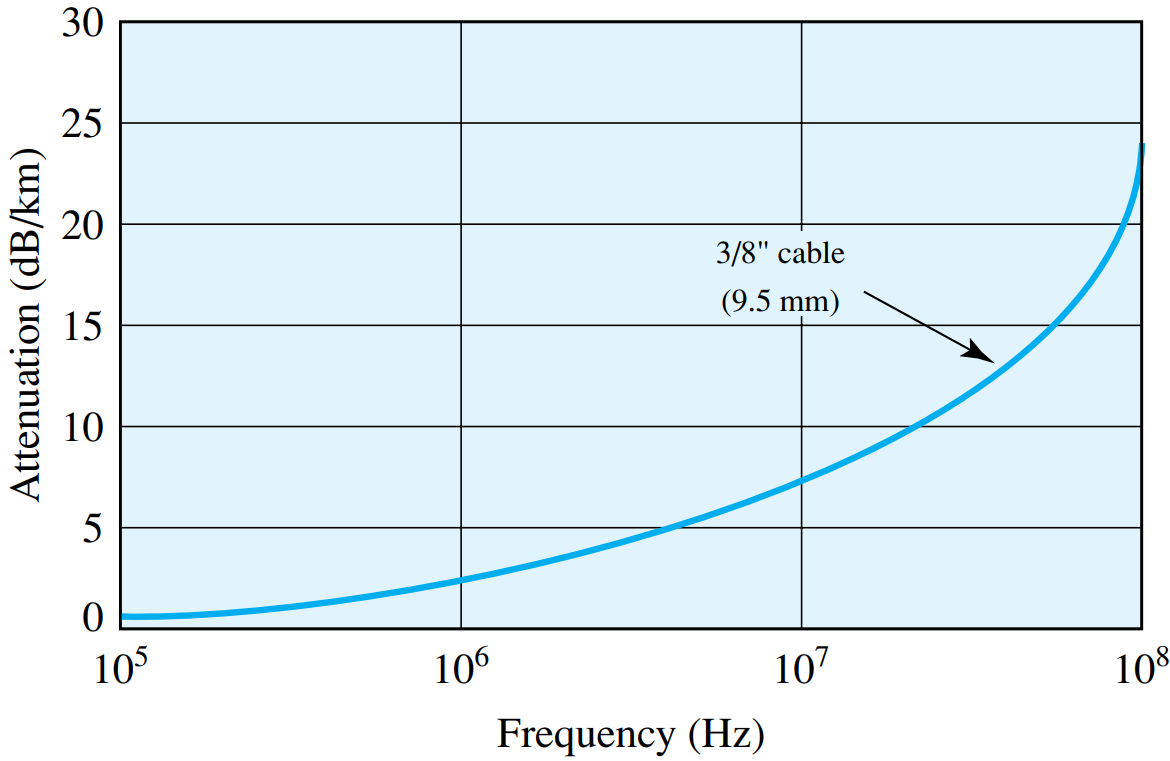 30
25
20
15
10
5
0
Attenuation (dB/km)
3/8" cable
(9.5 mm)
10⁵ 10⁶ 10⁷ 10⁸
Frequency (Hz)